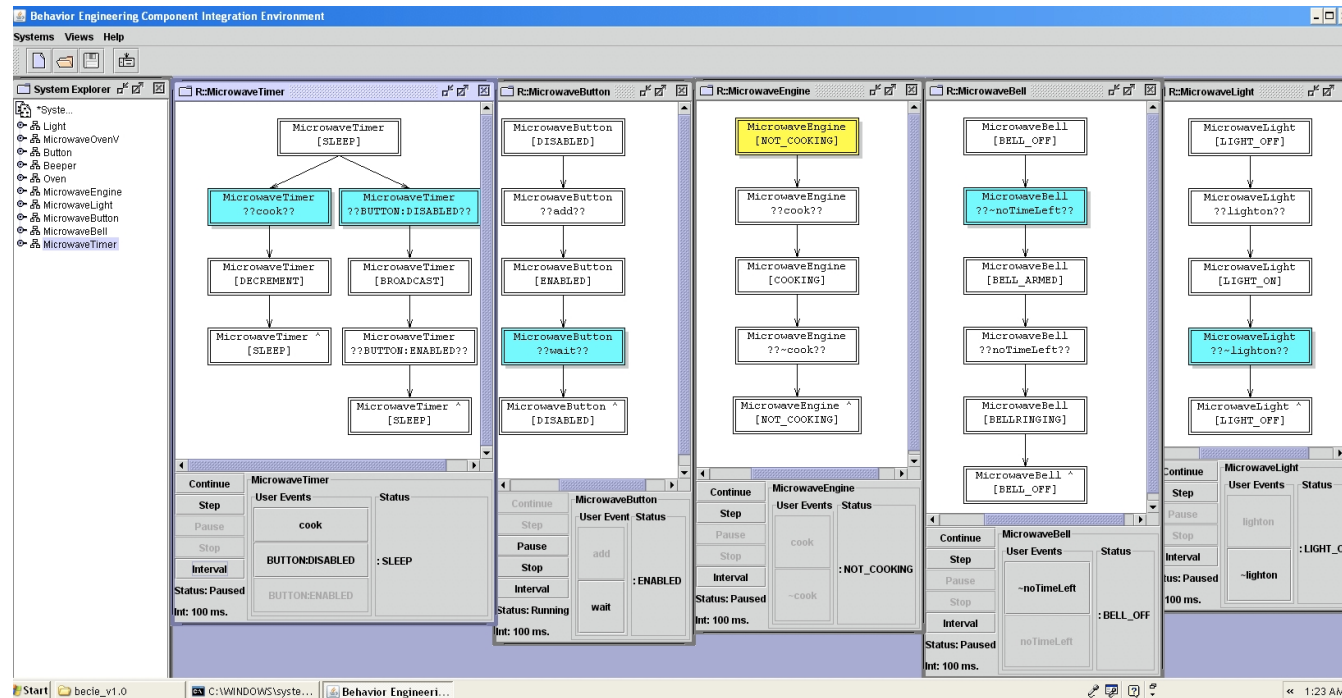 Behavior Engineering Component Integration Environment
Systems Views Help
System Explorer
*Syste...
Light
MicrowaveOvenV
Button
Beeper
Oven
MicrowaveEngine
MicrowaveLight
MicrowaveButton
MicrowaveBell
MicrowaveTimer
R::MicrowaveTimer
MicrowaveTimer
[SLEEP]
MicrowaveTimer
??cook??
MicrowaveTimer
??BUTTON:DISABLED??
MicrowaveTimer
[DECREMENT]
MicrowaveTimer
[BROADCAST]
MicrowaveTimer ^
[SLEEP]
MicrowaveTimer
??BUTTON:ENABLED??
MicrowaveTimer ^
[SLEEP]
Continue
Step
Pause
Stop
Interval
Status: Paused
Int: 100 ms.
MicrowaveTimer
User Events
cook
BUTTON:DISABLED
BUTTON:ENABLED
Status
: SLEEP
R::MicrowaveButton
MicrowaveButton
[DISABLED]
MicrowaveButton
??add??
MicrowaveButton
[ENABLED]
MicrowaveButton
??wait??
MicrowaveButton ^
[DISABLED]
Continue
Step
Pause
Stop
Interval
Status: Running
Int: 100 ms.
MicrowaveButton
User Event
add
wait
Status
: ENABLED
R::MicrowaveEngine
MicrowaveEngine
[NOT_COOKING]
MicrowaveEngine
??cook??
MicrowaveEngine
[COOKING]
MicrowaveEngine
??~cook??
MicrowaveEngine ^
[NOT_COOKING]
Continue
Step
Pause
Stop
Interval
Status: Paused
Int: 100 ms.
MicrowaveEngine
User Events
cook
~cook
Status
: NOT_COOKING
R::MicrowaveBell
MicrowaveBell
[BELL_OFF]
MicrowaveBell
??~noTimeLeft??
MicrowaveBell
[BELL_ARMED]
MicrowaveBell
??noTimeLeft??
MicrowaveBell
[BELLRINGING]
MicrowaveBell ^
[BELL_OFF]
Continue
Step
Pause
Stop
Interval
Status: Paused
Int: 100 ms.
MicrowaveBell
User Events
~noTimeLeft
noTimeLeft
Status
: BELL_OFF
R::MicrowaveLight
MicrowaveLight
[LIGHT_OFF]
MicrowaveLight
??lighton??
MicrowaveLight
[LIGHT_ON]
MicrowaveLight
??~lighton??
MicrowaveLight ^
[LIGHT_OFF]
Continue
Step
Pause
Stop
Interval
tus: Paused
100 ms.
MicrowaveLight
User Events
lighton
~lighton
Status
: LIGHT_O
Start
becie_v1.0
C:\WINDOWS\syste...
Behavior Engineeri...
« 1:23 AM